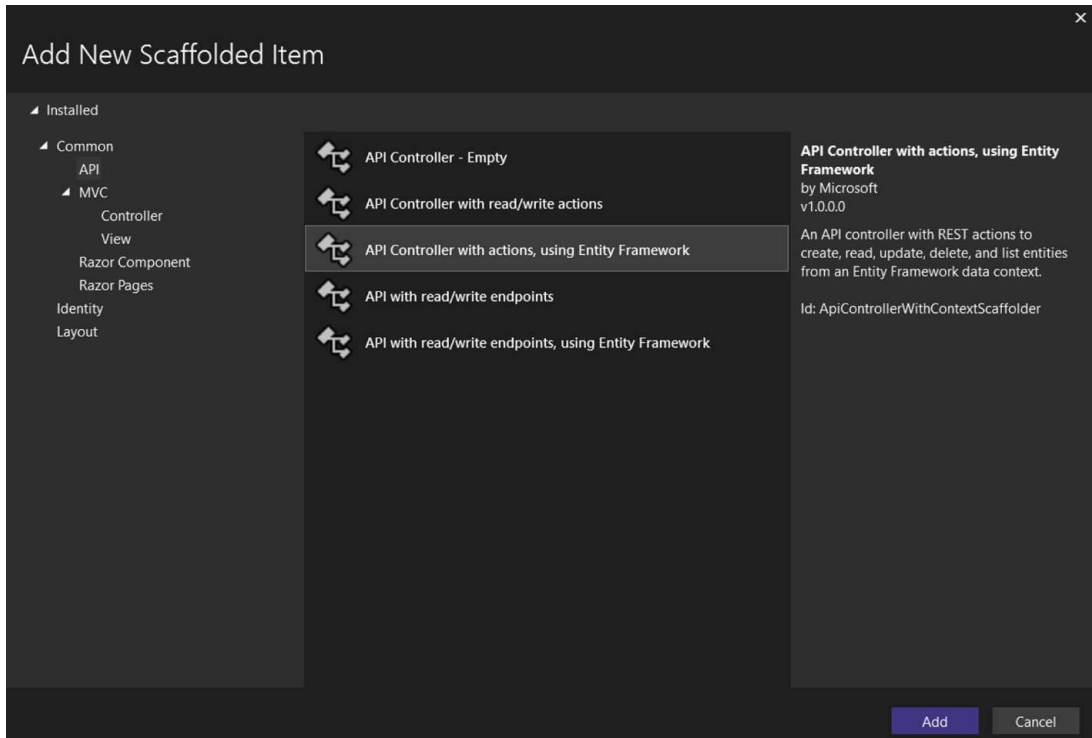 Add New Scaffolded Item
Installed
Common
API
MVC
Controller
View
Razor Component
Razor Pages
Identity
Layout
API Controller - Empty
API Controller with read/write actions
API Controller with actions, using Entity Framework
API with read/write endpoints
API with read/write endpoints, using Entity Framework
API Controller with actions, using Entity
Framework
by Microsoft
v1.0.0.0
An API controller with REST actions to
create, read, update, delete, and list entities
from an Entity Framework data context.
Id: ApiControllerWithContextScaffolder
Add
Cancel